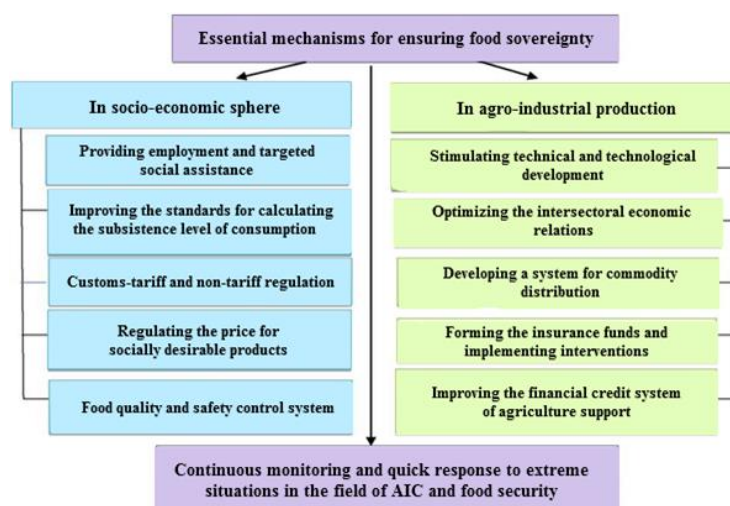 Essential mechanisms for ensuring food sovereignty
In socio-economic sphere
Providing employment and targeted
social assistance
Improving the standards for calculating
the subsistence level of consumption
Customs-tariff and non-tariff regulation
Regulating the price for
socially desirable products
Food quality and safety control system
In agro-industrial production
Stimulating technical and technological
development
Optimizing the intersectoral economic
relations
Developing a system for commodity
distribution
Forming the insurance funds and
implementing interventions
Improving the financial credit system
of agriculture support
Continuous monitoring and quick response to extreme
situations in the field of AIC and food security